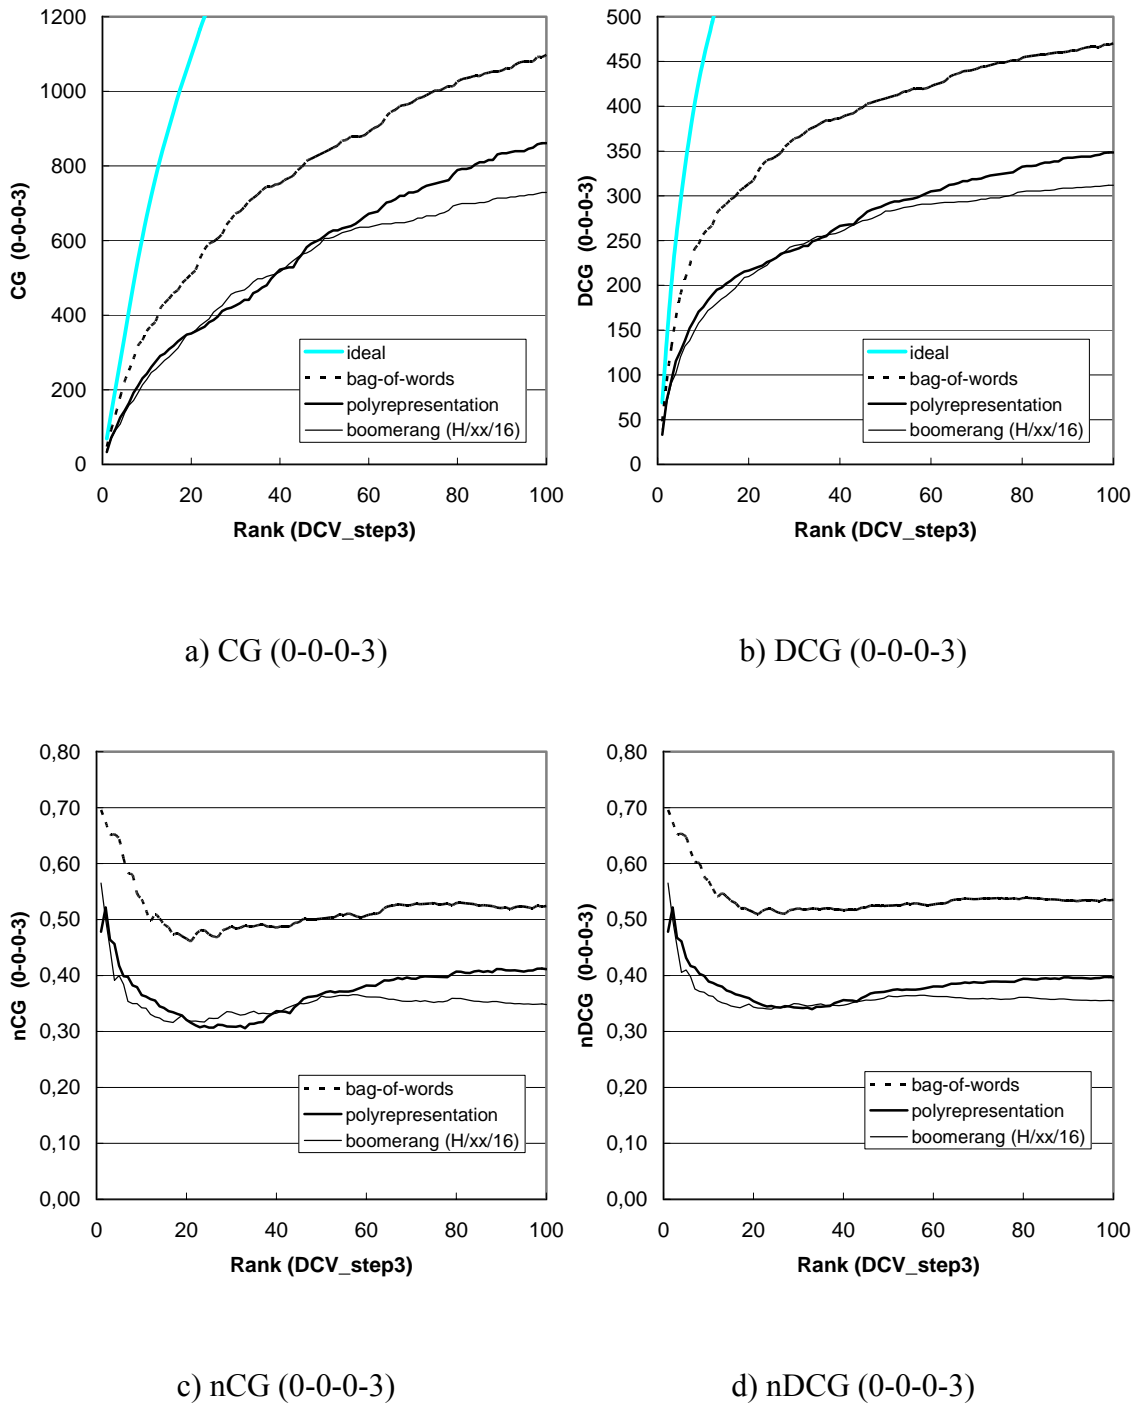 1200
1000
800
600
400
200
0
CG (0-0-0-3)
ideal
bag-of-words
polyrepresentation
boomerang (H/xx/16)
0 20 40 60 80 100
Rank (DCV_step3)
a) CG (0-0-0-3)
500
450
400
350
300
250
200
150
100
50
0
DCG (0-0-0-3)
ideal
bag-of-words
polyrepresentation
boomerang (H/xx/16)
0 20 40 60 80 100
Rank (DCV_step3)
b) DCG (0-0-0-3)
0,80
0,70
0,60
0,50
0,40
0,30
0,20
0,10
0,00
nCG (0-0-0-3)
bag-of-words
polyrepresentation
boomerang (H/xx/16)
0 20 40 60 80 100
Rank (DCV_step3)
c) nCG (0-0-0-3)
0,80
0,70
0,60
0,50
0,40
0,30
0,20
0,10
0,00
nDCG (0-0-0-3)
bag-of-words
polyrepresentation
boomerang (H/xx/16)
0 20 40 60 80 100
Rank (DCV_step3)
d) nDCG (0-0-0-3)